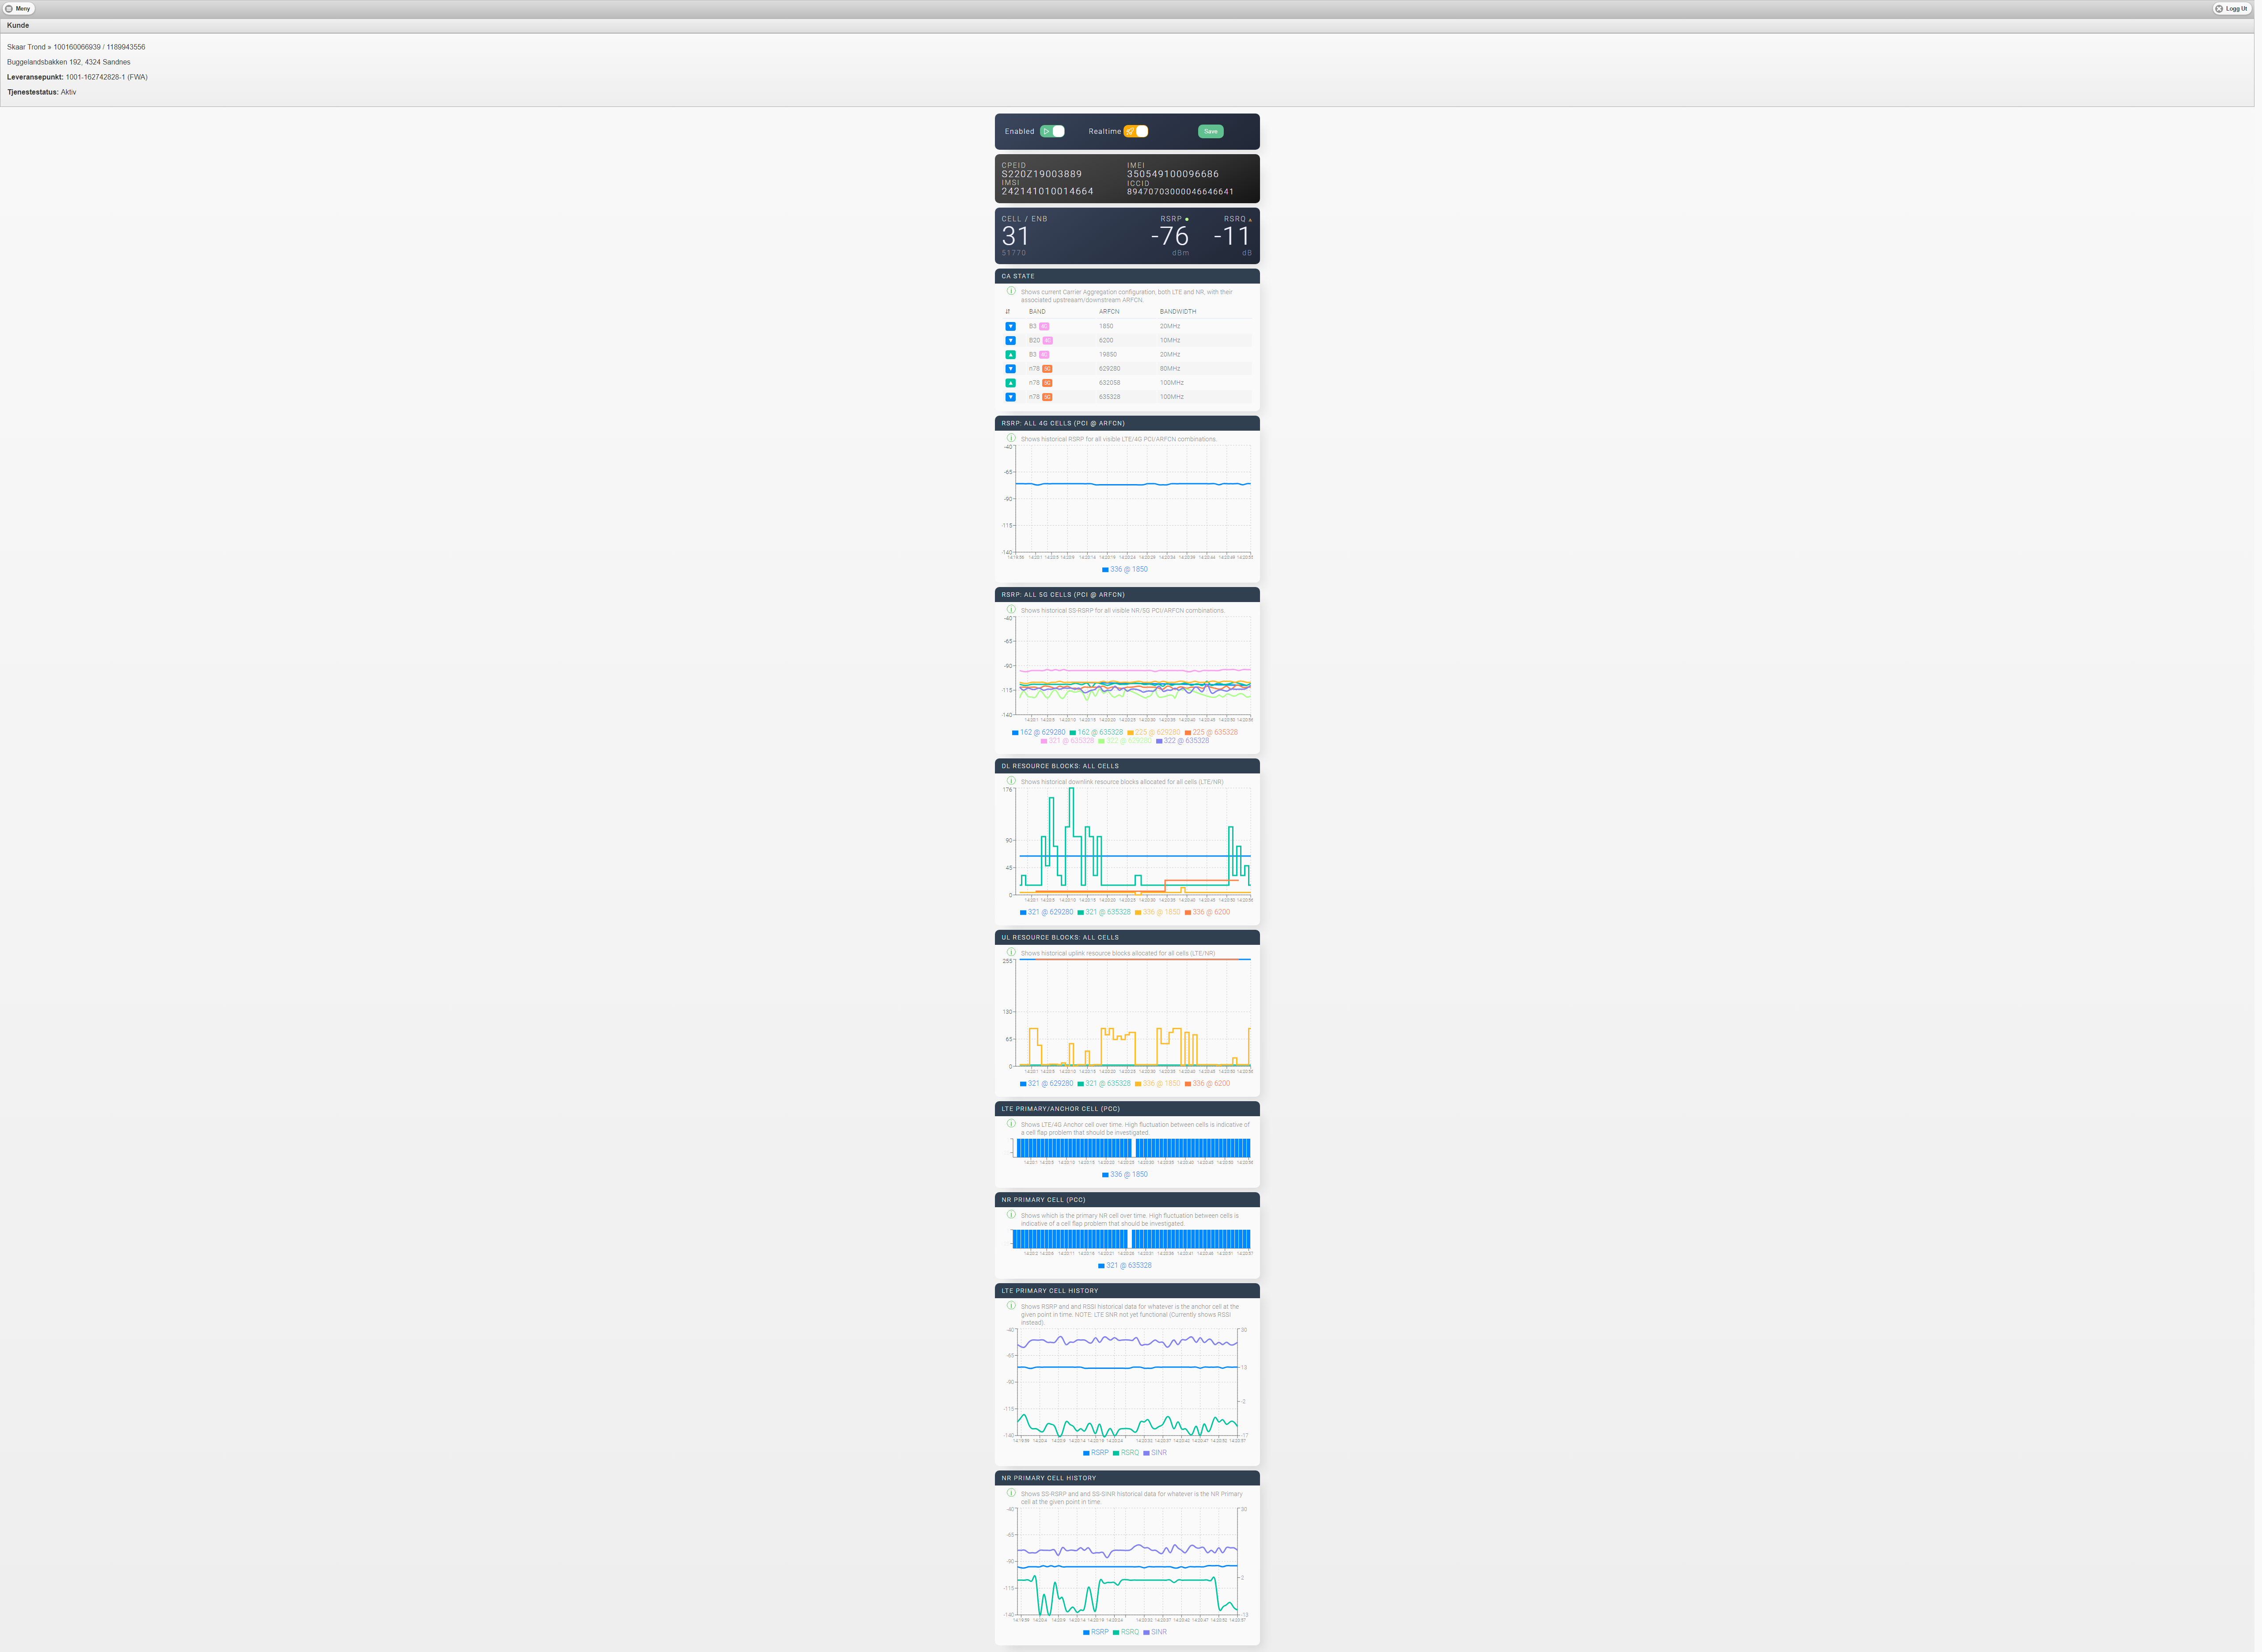 Meny
Logg Ut
Kunde
Skaar Trond » 100160066939 / 1189943556
Buggelandsbakken 192, 4324 Sandnes
Leveransepunkt: 1001-162742828-1 (FWA)
Tjenestestatus: Aktiv
Enabled Realtime Save
CPEID IMEI
S220Z19003889 350549100096686
IMSI ICCID
242141010014664 89470703000046646641
CELL / ENB RSRP RSRQ
31 -76 -11
51770 dBm dB
CA STATE
Shows current Carrier Aggregation configuration, both LTE and NR, with their
associated upstream/downstream ARFCN.
BAND ARFCN BANDWIDTH
B3 4G 1850 20MHz
B20 4G 6200 10MHz
B3 4G 19850 20MHz
n78 5G 629280 80MHz
n78 5G 632058 100MHz
n78 5G 635328 100MHz
RSRP: ALL 4G CELLS (PCI @ ARFCN)
Shows historical RSRP for all visible LTE/4G PCI/ARFCN combinations.
-40
-65
-90
-115
-140
336 @ 1850
RSRP: ALL 5G CELLS (PCI @ ARFCN)
Shows historical SS-RSRP for all visible NR/5G PCI/ARFCN combinations.
-40
-65
-90
-115
-140
162 @ 629280 162 @ 635328 225 @ 629280 225 @ 635328
321 @ 635328 322 @ 629280 322 @ 635328
DL RESOURCE BLOCKS: ALL CELLS
Shows historical downlink resource blocks allocated for all cells (LTE/NR)
176
90
45
0
321 @ 629280 321 @ 635328 336 @ 1850 336 @ 6200
UL RESOURCE BLOCKS: ALL CELLS
Shows historical uplink resource blocks allocated for all cells (LTE/NR)
255
130
65
0
321 @ 629280 321 @ 635328 336 @ 1850 336 @ 6200
LTE PRIMARY/ANCHOR CELL (PCC)
Shows LTE/4G Anchor cell over time. High fluctuation between cells is indicative of
a cell flap problem that should be investigated.
336 @ 1850
NR PRIMARY CELL (PCC)
Shows which is the primary NR cell over time. High fluctuation between cells is
indicative of a cell flap problem that should be investigated.
321 @ 635328
LTE PRIMARY CELL HISTORY
Shows RSRP and and RSSI historical data for whatever is the anchor cell at the
given point in time. NOTE: LTE SNR not yet functional (Currently shows RSSI
instead).
-40 30
-65
13
-90
-2
-115
-140 -17
RSRP RSRQ SINR
NR PRIMARY CELL HISTORY
Shows SS-RSRP and and SS-SINR historical data for whatever is the NR Primary
cell at the given point in time.
-40 30
-65
-90
2
-115
-140 -13
RSRP RSRQ SINR